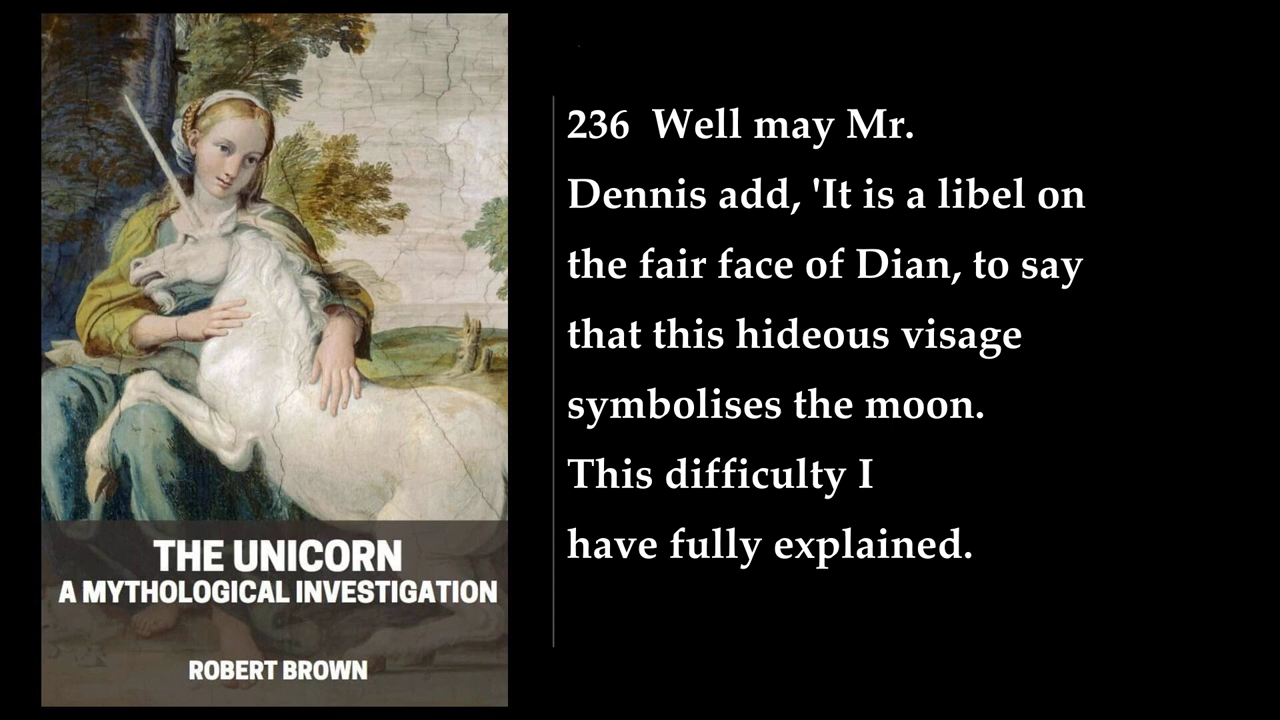 THE UNICORN
A MYTHOLOGICAL INVESTIGATION
ROBERT BROWN
236  Well may Mr.
Dennis add, 'It is a libel on
the fair face of Dian, to say
that this hideous visage
symbolises the moon.
This difficulty I
have fully explained.